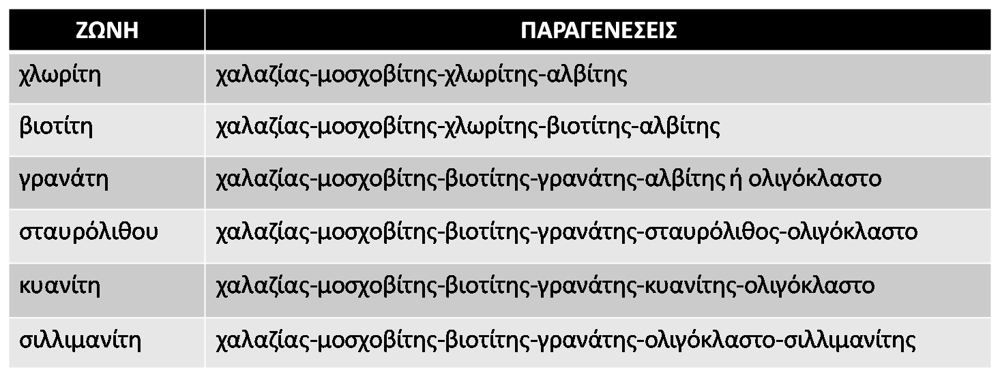 ΖΩΝΗ ΠΑΡΑΓΕΝΕΣΕΙΣ
χλωρίτη χαλαζίας-μοσχοβίτης-χλωρίτης-αλβίτης
βιοτίτη χαλαζίας-μοσχοβίτης-χλωρίτης-βιοτίτης-αλβίτης
γρανάτη χαλαζίας-μοσχοβίτης-βιοτίτης-γρανάτης-αλβίτης ή ολιγόκλαστο
σταυρόλιθου χαλαζίας-μοσχοβίτης-βιοτίτης-γρανάτης-σταυρόλιθος-ολιγόκλαστο
κυανίτη χαλαζίας-μοσχοβίτης-βιοτίτης-γρανάτης-κυανίτης-ολιγόκλαστο
σιλλιμανίτη χαλαζίας-μοσχοβίτης-βιοτίτης-γρανάτης-ολιγόκλαστο-σιλλιμανίτης